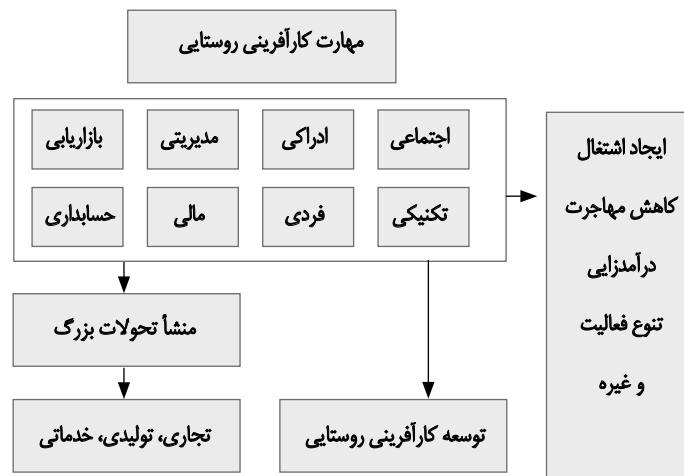 مهارت کارآفرینی روستایی
اجتماعی
ادراکی
مدیریتی
بازاریابی
تکنیکی
فردی
مالی
حسابداری
ایجاد اشتغال
کاهش مهاجرت
درآمدزایی
تنوع فعالیت
و غیره
منشأ تحولات بزرگ
توسعه کارآفرینی روستایی
تجاری، تولیدی، خدماتی